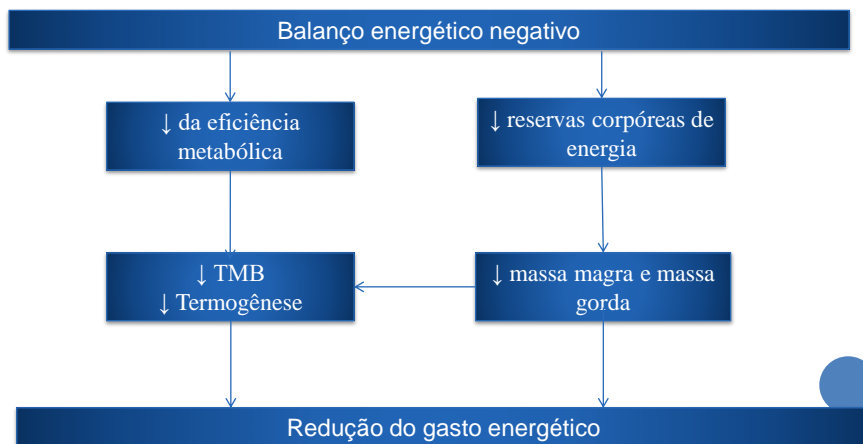 Balanço energético negativo
↓ da eficiência
metabólica
↓ reservas corpóreas de
energia
↓ TMB
↓ Termogênese
↓ massa magra e massa
gorda
Redução do gasto energético